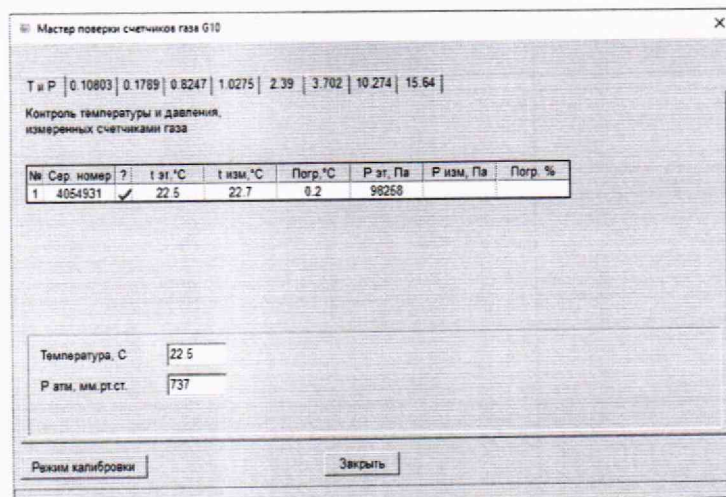 Мастер поверки счетчиков газа G10
T и P 0.10803 0.1789 0.8247 1.0275 2.39 3.702 10.274 15.64
Контроль температуры и давления,
измеренных счетчиками газа
№ Сер. номер ? t эт,°C t изм,°C Погр,°C P эт, Па P изм, Па Погр. %
1 4054931 ✓ 22.5 22.7 0.2 98258
Температура, C 22.5
P атм, мм.рт.ст. 737
Режим калибровки Закрыть